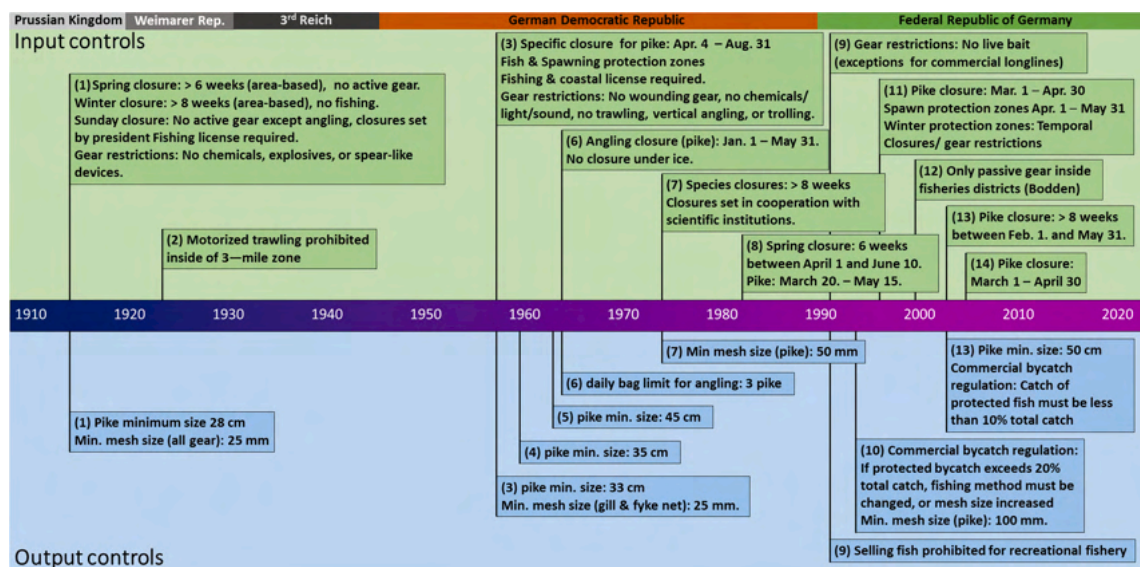 Prussian Kingdom
Weimarer Rep.
3rd Reich
German Democratic Republic
Federal Republic of Germany
Input controls
(1) Spring closure: > 6 weeks (area-based), no active gear.
Winter closure: > 8 weeks (area-based), no fishing.
Sunday closure: No active gear except angling, closures set
by president Fishing license required.
Gear restrictions: No chemicals, explosives, or spear-like
devices.
(2) Motorized trawling prohibited
inside of 3—mile zone
(3) Specific closure for pike: Apr. 4 – Aug. 31
Fish & Spawning protection zones
Fishing & coastal license required.
Gear restrictions: No wounding gear, no chemicals/
light/sound, no trawling, vertical angling, or trolling.
(6) Angling closure (pike): Jan. 1 – May 31.
No closure under ice.
(7) Species closures: > 8 weeks
Closures set in cooperation with
scientific institutions.
(8) Spring closure: 6 weeks
between April 1 and June 10.
Pike: March 20. – May 15.
(9) Gear restrictions: No live bait
(exceptions for commercial longlines)
(11) Pike closure: Mar. 1 – Apr. 30
Spawn protection zones Apr. 1 – May 31
Winter protection zones: Temporal
Closures/ gear restrictions
(12) Only passive gear inside
fisheries districts (Bodden)
(13) Pike closure: > 8 weeks
between Feb. 1. and May 31.
(14) Pike closure:
March 1 – April 30
1910 1920 1930 1940 1960 1970 1980 1990 2000 2010 2020
(7) Min mesh size (pike): 50 mm
(6) daily bag limit for angling: 3 pike
(5) pike min. size: 45 cm
(4) pike min. size: 35 cm
(3) pike min. size: 33 cm
Min. mesh size (gill & fyke net): 25 mm.
(1) Pike minimum size 28 cm
Min. mesh size (all gear): 25 mm
(13) Pike min. size: 50 cm
Commercial bycatch
regulation: Catch of
protected fish must be less
than 10% total catch
(10) Commercial bycatch regulation:
If protected bycatch exceeds 20%
total catch, fishing method must be
changed, or mesh size increased
Min. mesh size (pike): 100 mm.
(9) Selling fish prohibited for recreational fishery
Output controls